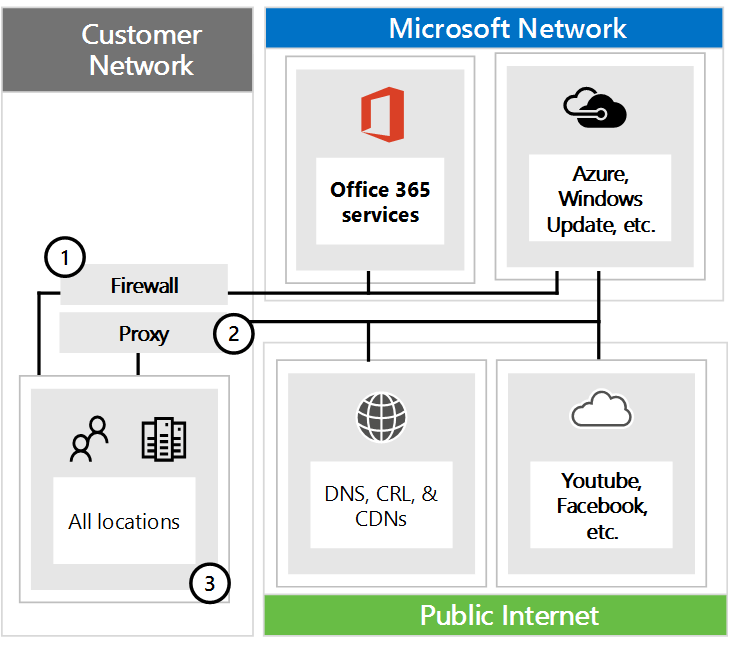 Customer
Network
Microsoft Network
Office 365
services
Azure,
Windows
Update, etc.
1
Firewall
Proxy
2
All locations
3
DNS, CRL, &
CDNs
Youtube,
Facebook,
etc.
Public Internet